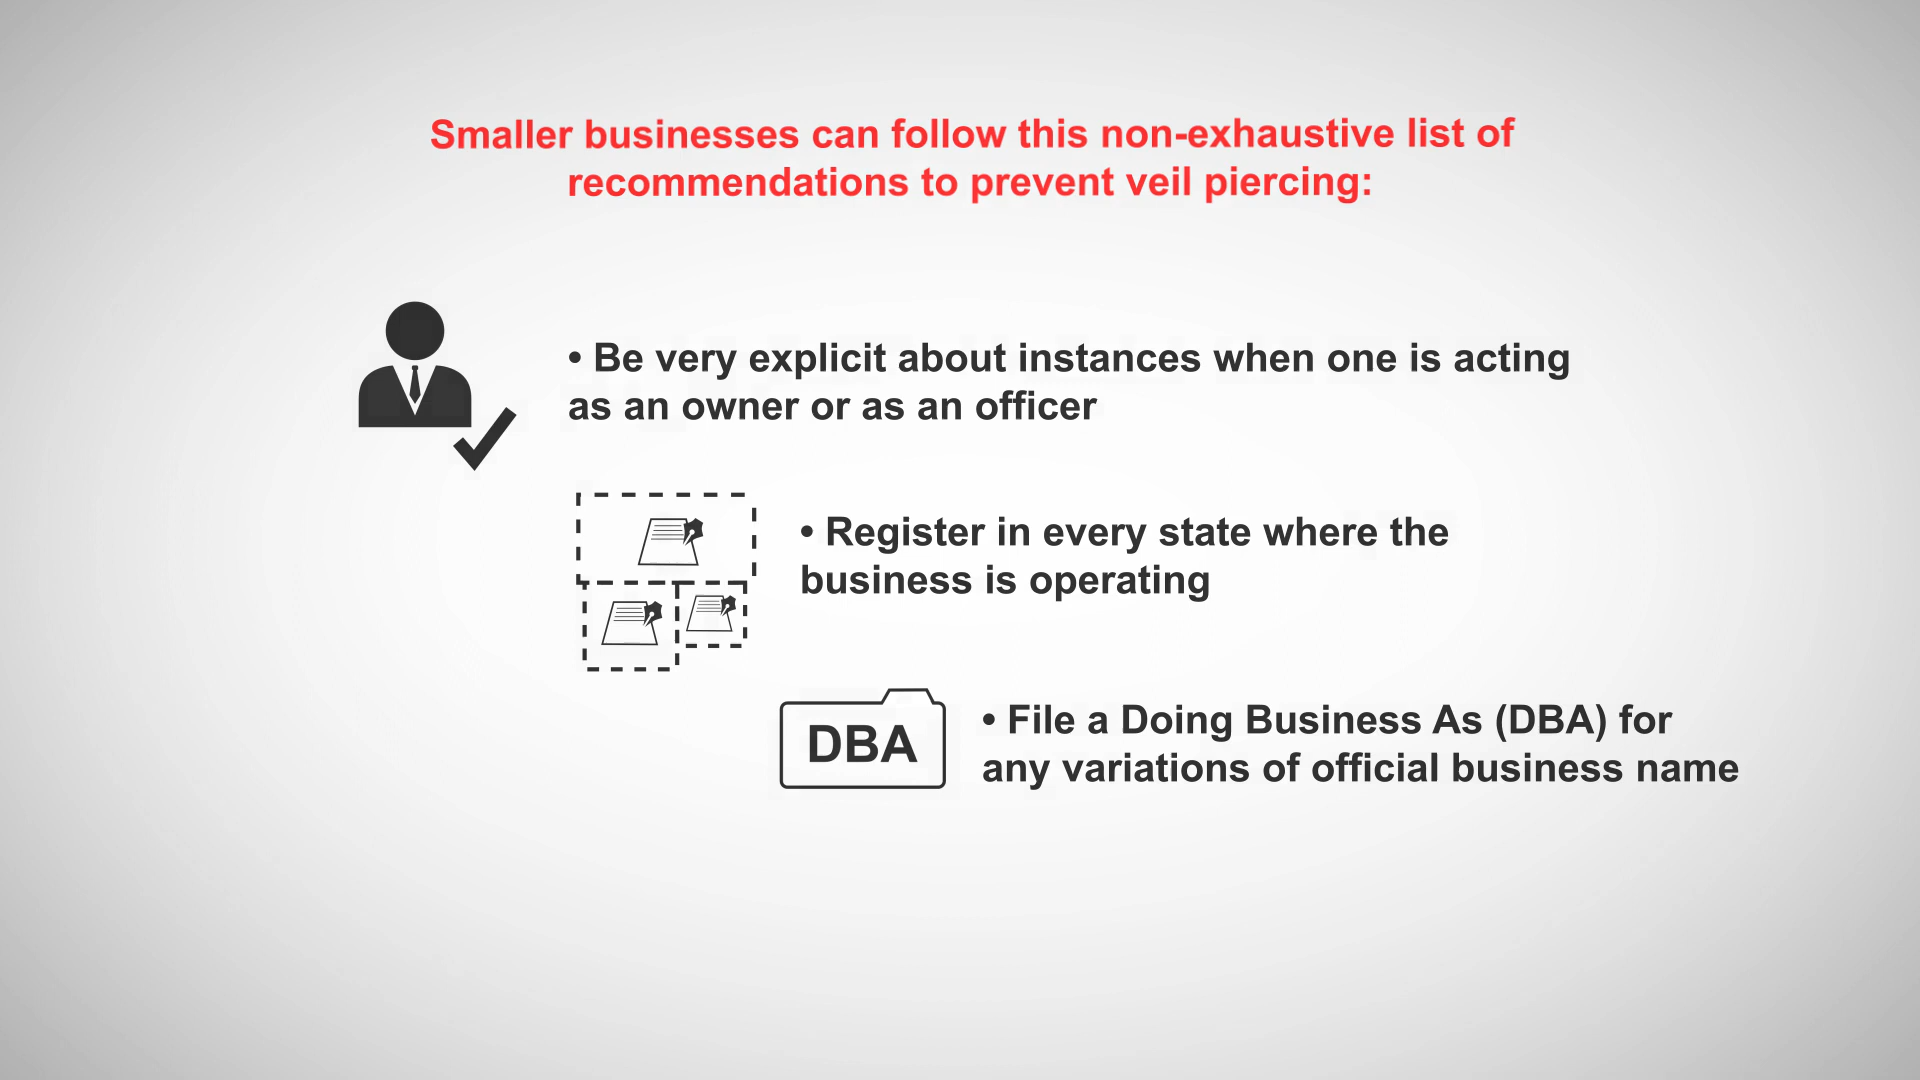 Smaller businesses can follow this non-exhaustive list of
recommendations to prevent veil piercing:
• Be very explicit about instances when one is acting
as an owner or as an officer
• Register in every state where the
business is operating
DBA
• File a Doing Business As (DBA) for
any variations of official business name